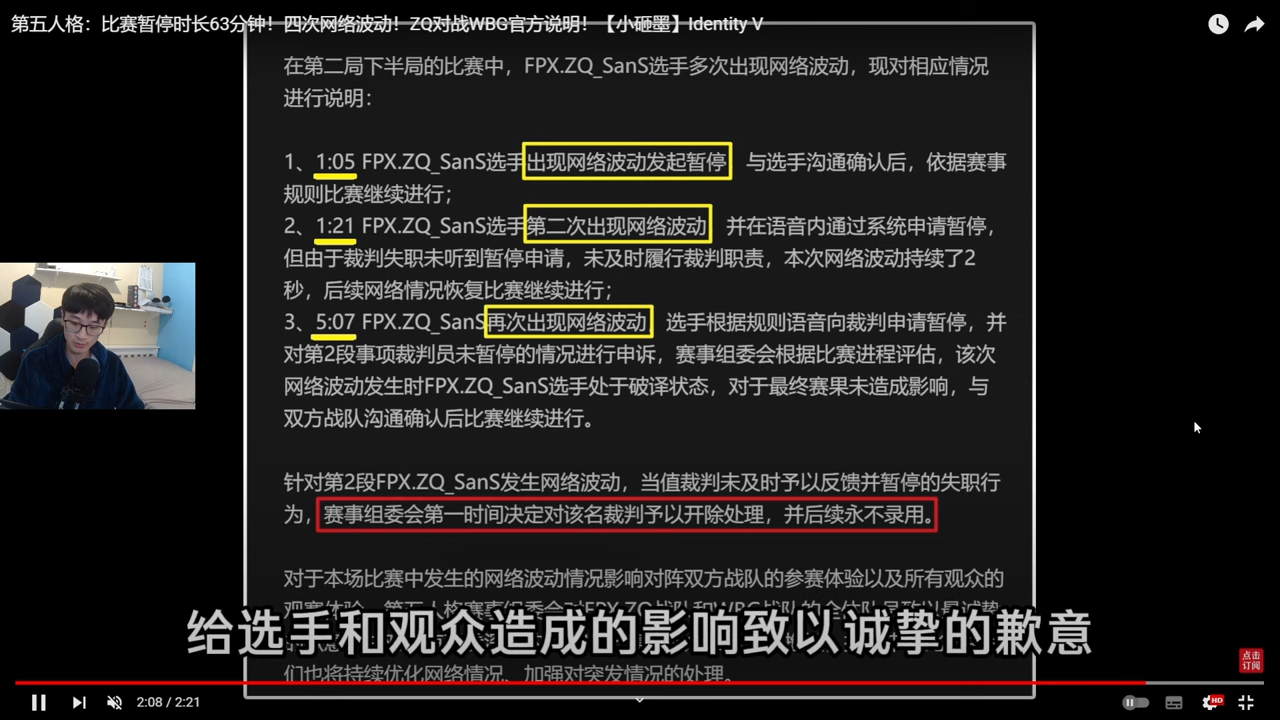 第五人格：比赛暂停时长63分钟！四次网络波动！ZQ对战WBG官方说明！【小砸墨】Identity V
在第二局下半局的比赛中，FPX.ZQ_SanS选手多次出现网络波动，现对相应情况
进行说明：
1、1:05 FPX.ZQ_SanS选手出现网络波动发起暂停 与选手沟通确认后，依据赛事
规则比赛继续进行；
2、1:21 FPX.ZQ_SanS选手第二次出现网络波动 并在语音内通过系统申请暂停，
但由于裁判失职未听到暂停申请，未及时履行裁判职责，本次网络波动持续了2
秒，后续网络情况恢复比赛继续进行；
3、5:07 FPX.ZQ_SanS再次出现网络波动 选手根据规则语音向裁判申请暂停，并
对第2段事项裁判员未暂停的情况进行申诉，赛事组委会根据比赛进程评估，该次
网络波动发生时FPX.ZQ_SanS选手处于破译状态，对于最终赛果未造成影响，与
双方战队沟通确认后比赛继续进行。
针对第2段FPX.ZQ_SanS发生网络波动，当值裁判未及时予以反馈并暂停的失职行
为，赛事组委会第一时间决定对该名裁判予以开除处理，并后续永不录用。
对于本场比赛中发生的网络波动情况影响对阵双方战队的参赛体验以及所有观众的
给选手和观众造成的影响致以诚挚的歉意
们也将持续优化网络情况、加强对突发情况的处理。
点击
订阅
2:08 / 2:21
HD